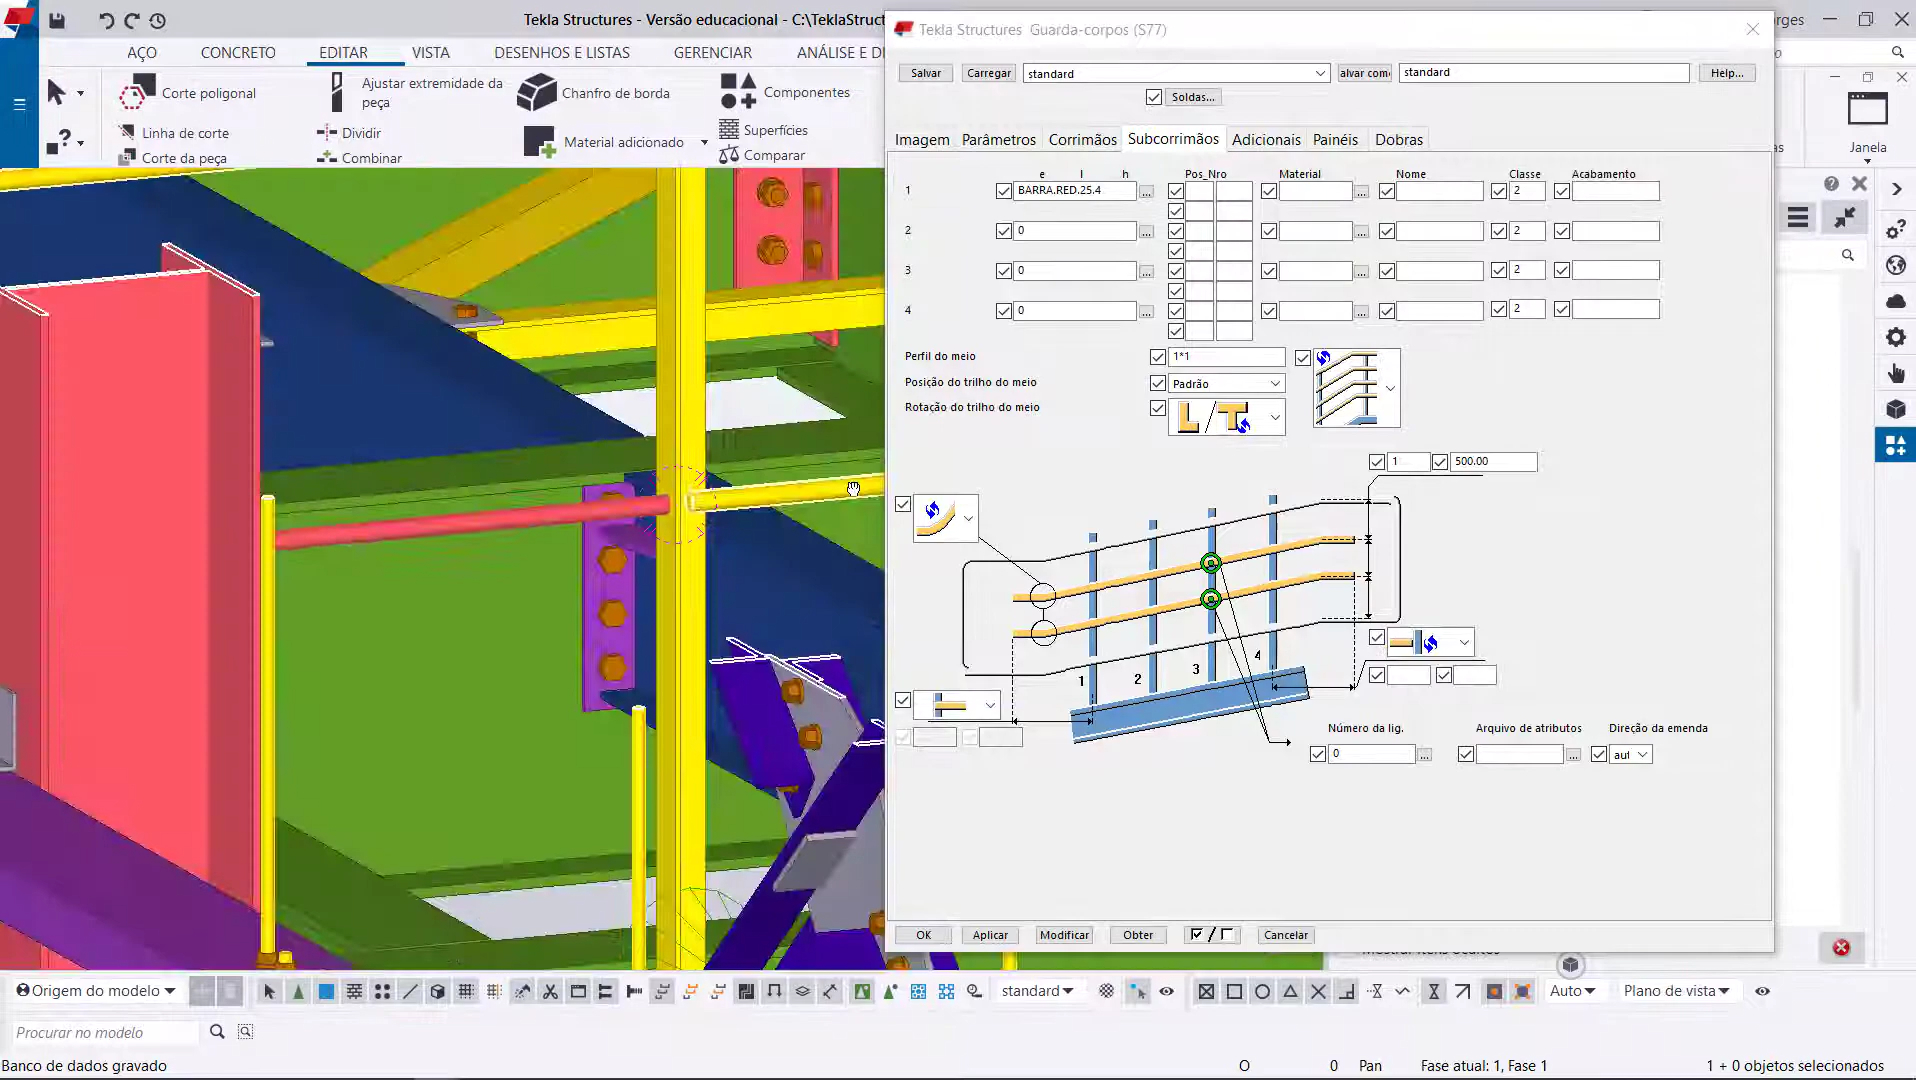 Tekla Structures - Versão educacional - C:\TeklaStruct
rges
AÇO
CONCRETO
EDITAR
VISTA
DESENHOS E LISTAS
GERENCIAR
ANÁLISE E D
Corte poligonal
Ajustar extremidade da
peça
Chanfro de borda
Componentes
Linha de corte
Dividir
Material adicionado
Superfícies
Corte da peça
Combinar
Comparar
Janela
Tekla Structures Guarda-corpos (S77)
Salvar
Carregar
standard
alvar com
standard
Help...
Soldas...
Imagem
Parâmetros
Corrimãos
Subcorrimãos
Adicionais
Painéis
Dobras
e l h
Pos_Nro
Material
Nome
Classe
Acabamento
1
BARRA.RED.25.4
...
...
2
2
0
...
...
2
3
0
...
...
2
4
0
...
...
2
Perfil do meio
1*1
Posição do trilho do meio
Padrão
Rotação do trilho do meio
L/T
1
500.00
1
2
3
4
Número da lig.
Arquivo de atributos
Direção da emenda
0
...
...
aut
OK
Aplicar
Modificar
Obter
/
Cancelar
Origem do modelo
standard
Auto
Plano de vista
Procurar no modelo
Banco de dados gravado
O
0
Pan
Fase atual: 1, Fase 1
1 + 0 objetos selecionados